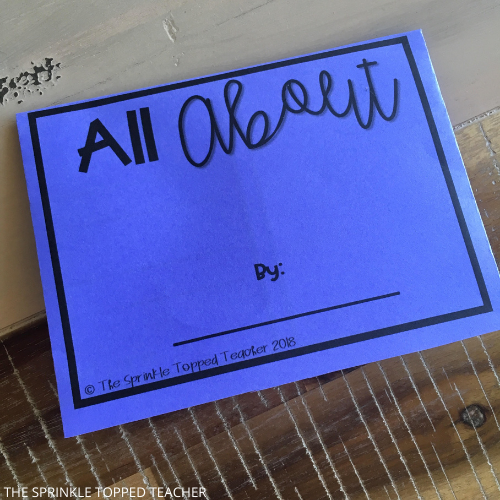 All About
By:
© The Sprinkle Topped Teacher 2018
THE SPRINKLE TOPPED TEACHER